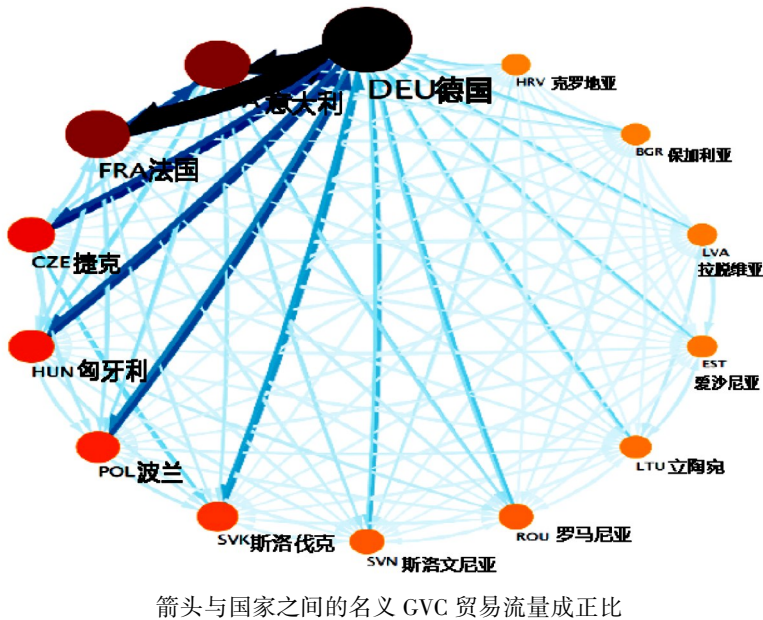 DEU德国
意大利
HRV 克罗地亚
FRA法国
BGR 保加利亚
CZE 捷克
LVA
拉脱维亚
HUN 匈牙利
EST
爱沙尼亚
POL 波兰
LTU 立陶宛
SVK斯洛伐克
ROU 罗马尼亚
SVN 斯洛文尼亚
箭头与国家之间的名义 GVC 贸易流量成正比